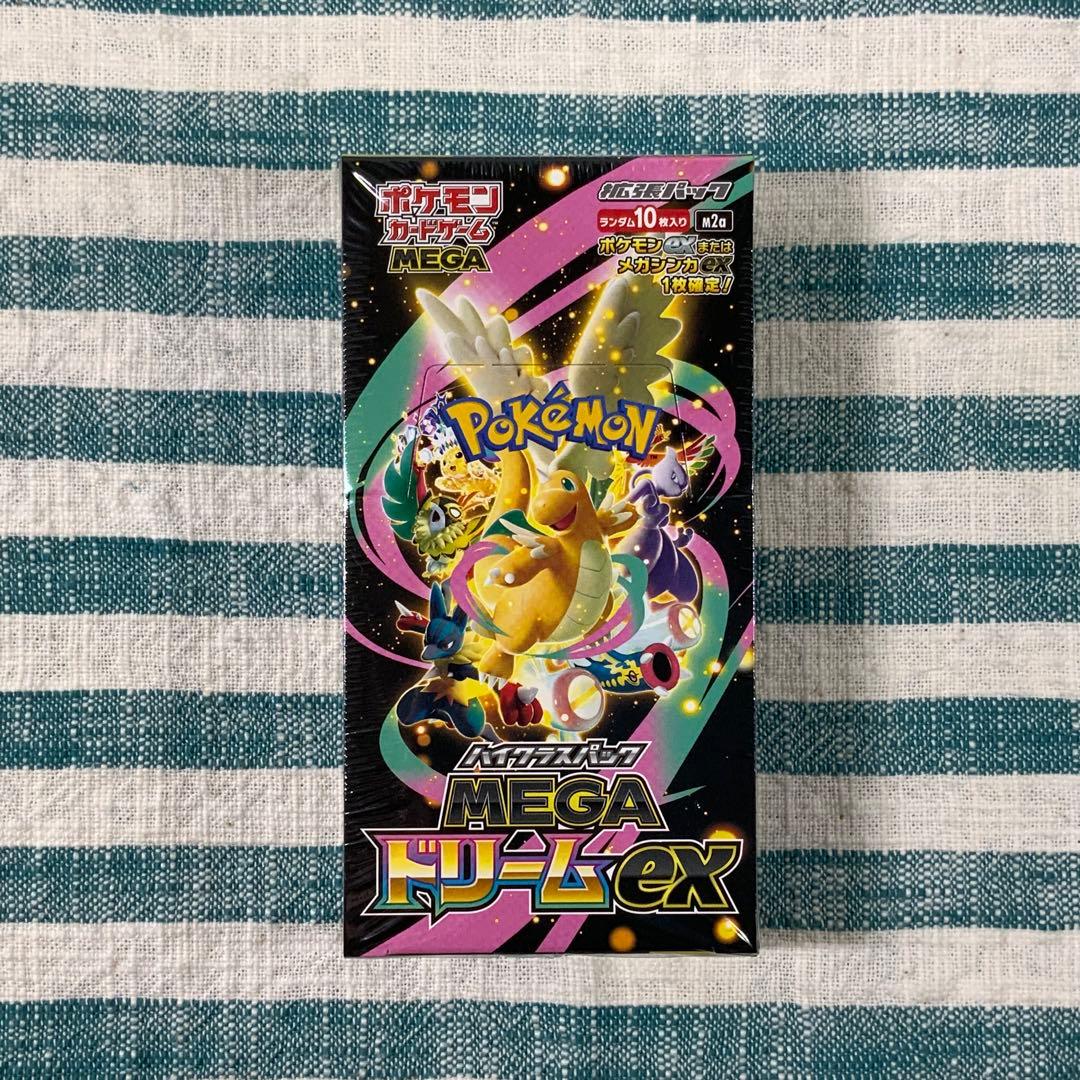 ポケモン
カードゲーム™
MEGA
拡張パック
ランダム10枚入り M2a
ポケモンexまたは
メガシンカex
1枚確定!
POKéMON™
ハイクラスパック
MEGA
ドリームex